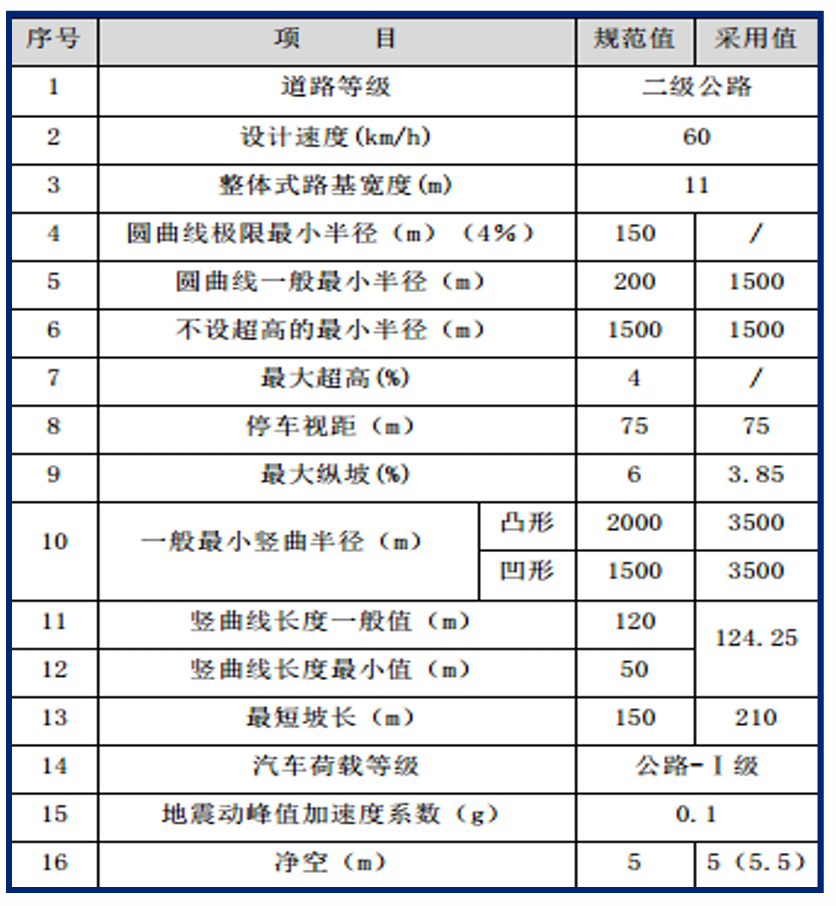 序号 项 目 规范值 采用值
1 道路等级 二级公路
2 设计速度(km/h) 60
3 整体式路基宽度(m) 11
4 圆曲线极限最小半径（m）（4%） 150 /
5 圆曲线一般最小半径（m） 200 1500
6 不设超高的最小半径（m） 1500 1500
7 最大超高(%) 4 /
8 停车视距（m） 75 75
9 最大纵坡(%) 6 3.85
10 一般最小竖曲半径（m） 凸形 2000 3500
凹形 1500 3500
11 竖曲线长度一般值（m） 120 124.25
12 竖曲线长度最小值（m） 50
13 最短坡长（m） 150 210
14 汽车荷载等级 公路-Ⅰ级
15 地震动峰值加速度系数（g） 0.1
16 净空（m） 5 5（5.5）